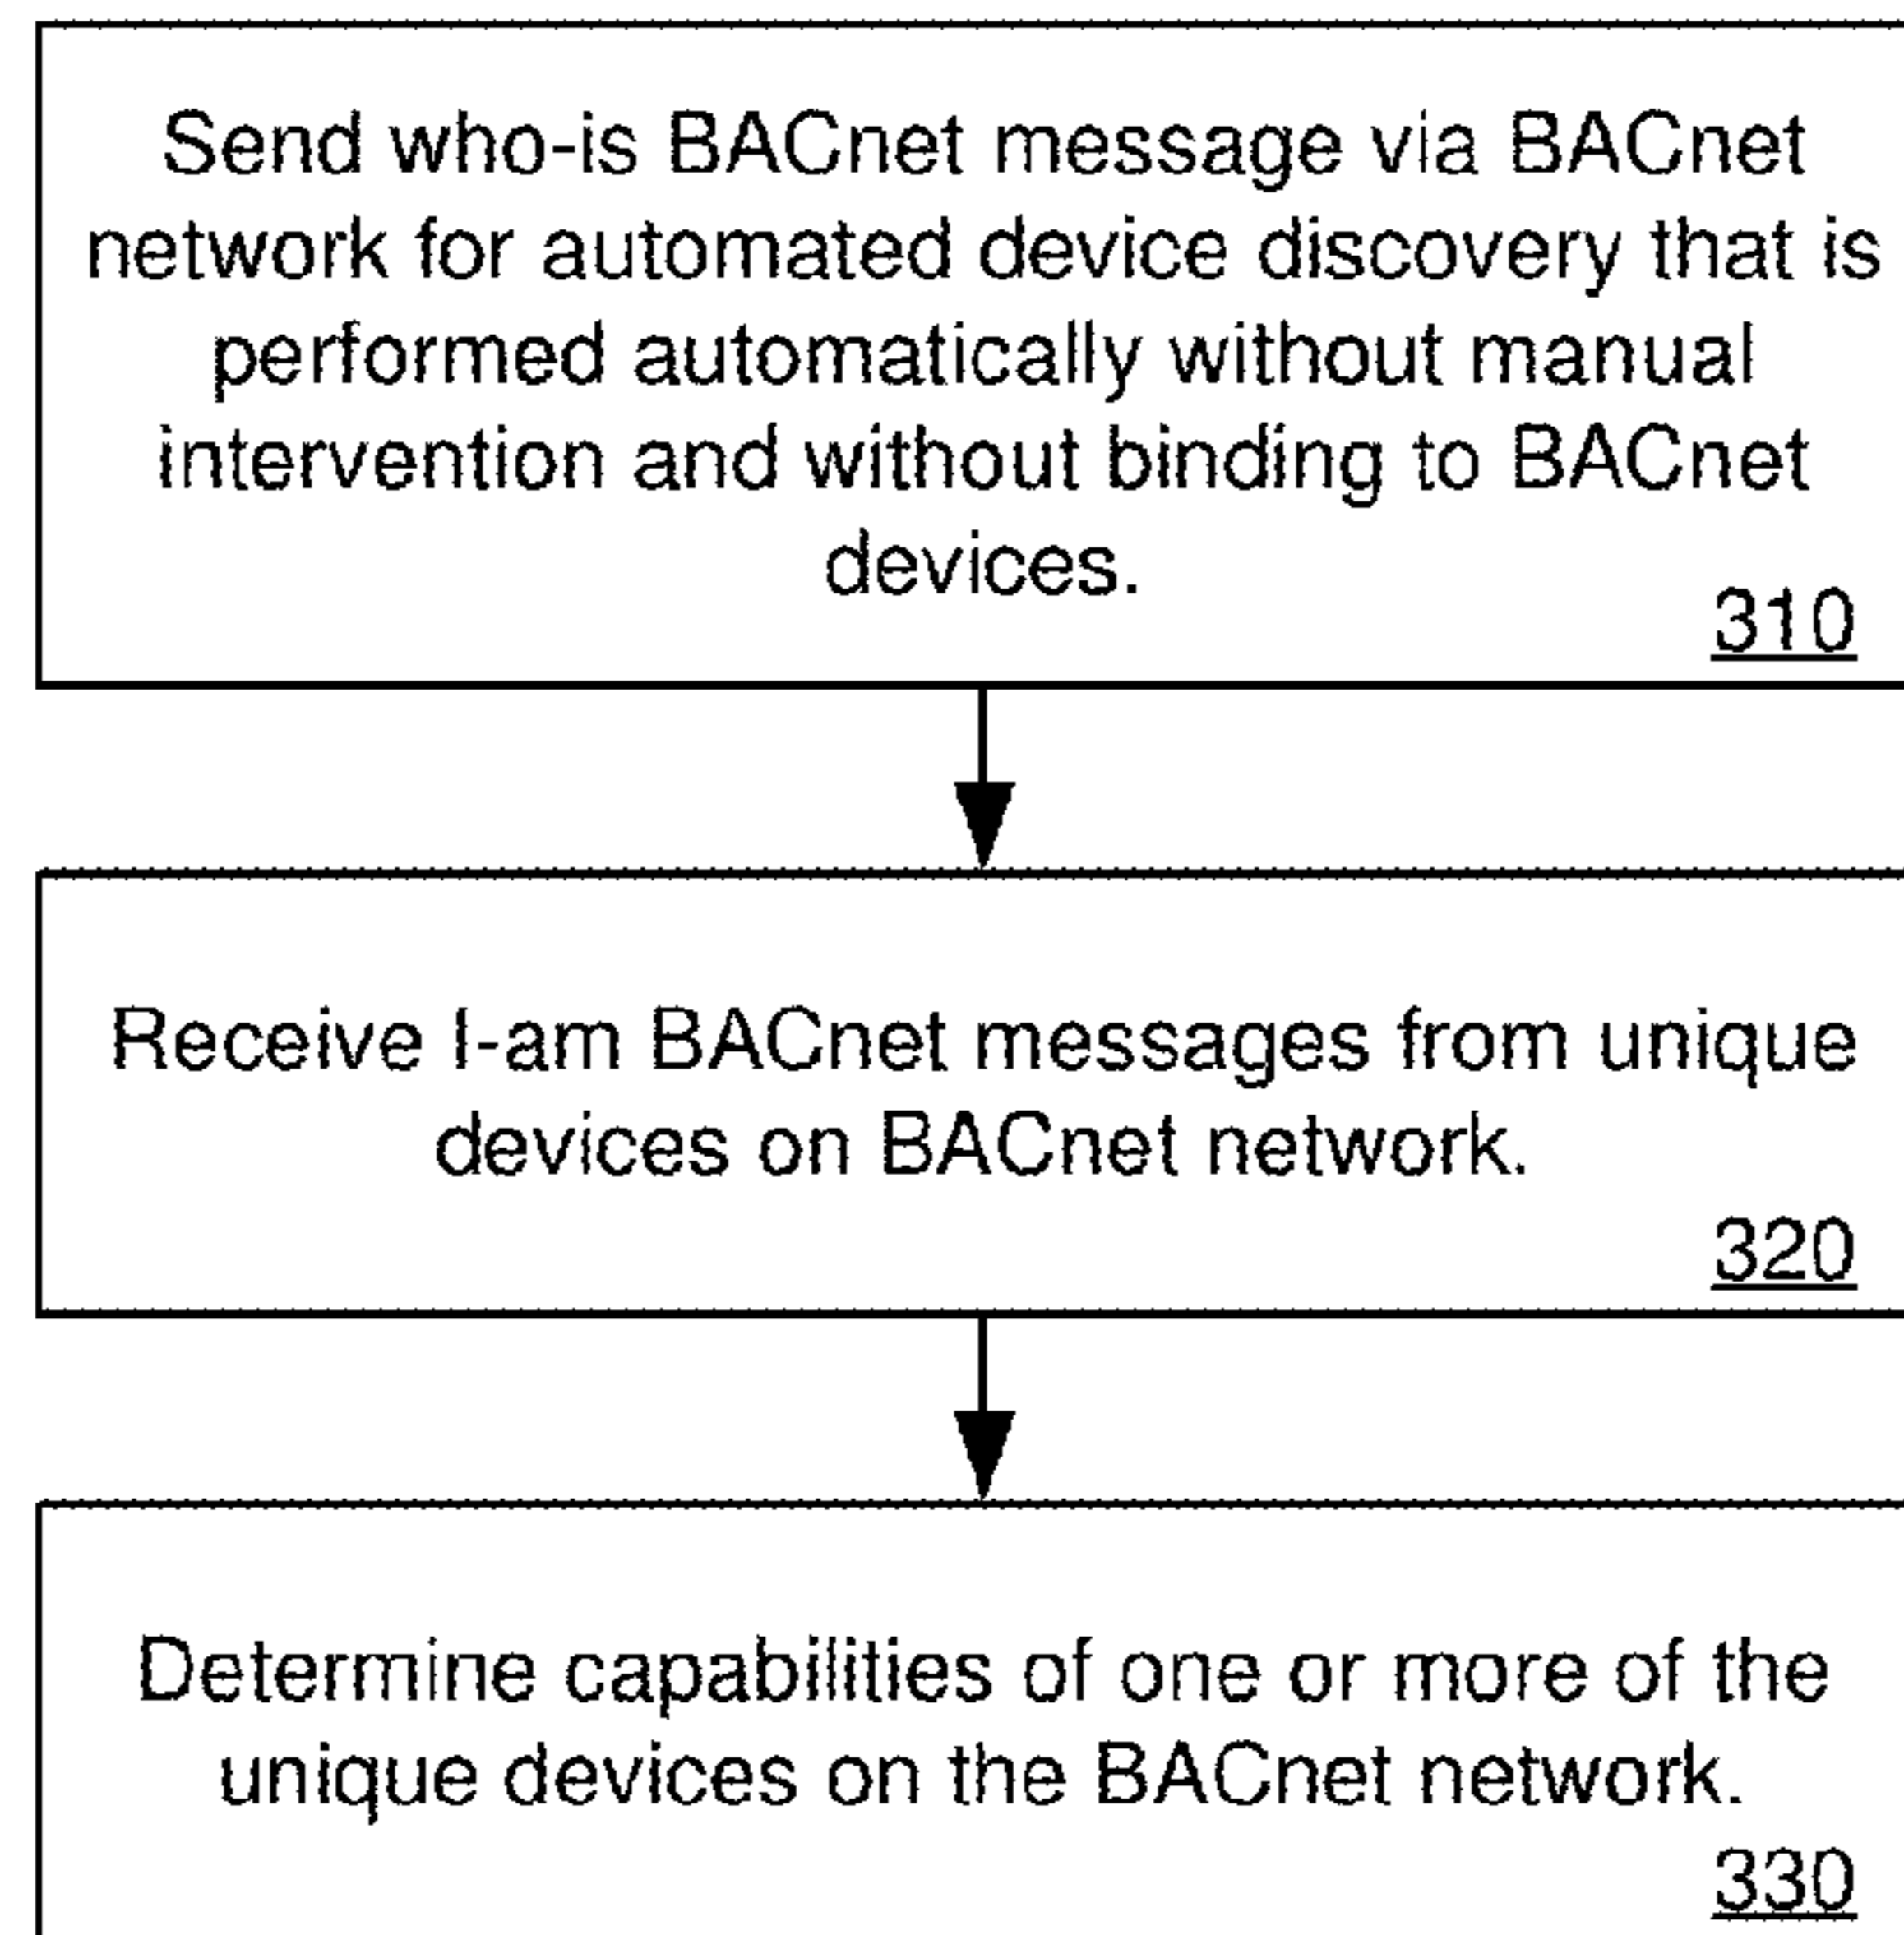 Send who-is BACnet message via BACnet
network for automated device discovery that is
performed automatically without manual
intervention and without binding to BACnet
devices.
310
Receive I-am BACnet messages from unique
devices on BACnet network.
320
Determine capabilities of one or more of the
unique devices on the BACnet network.
330